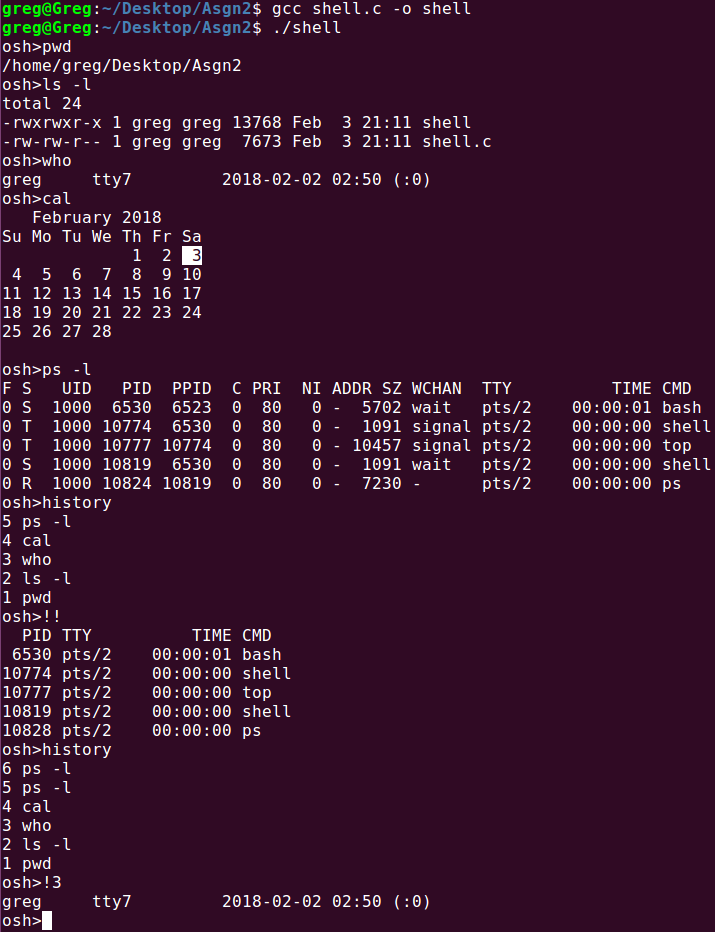 greg@Greg:~/Desktop/Asgn2$ gcc shell.c -o shell
greg@Greg:~/Desktop/Asgn2$ ./shell
osh>pwd
/home/greg/Desktop/Asgn2
osh>ls -l
total 24
-rwxrwxr-x 1 greg greg 13768 Feb  3 21:11 shell
-rw-rw-r-- 1 greg greg  7673 Feb  3 21:11 shell.c
osh>who
greg     tty7         2018-02-02 02:50 (:0)
osh>cal
   February 2018
Su Mo Tu We Th Fr Sa
             1  2  3
 4  5  6  7  8  9 10
11 12 13 14 15 16 17
18 19 20 21 22 23 24
25 26 27 28
osh>ps -l
F S   UID   PID  PPID  C PRI  NI ADDR SZ WCHAN  TTY          TIME CMD
0 S  1000  6530  6523  0  80   0 -  5702 wait   pts/2    00:00:01 bash
0 T  1000 10774  6530  0  80   0 -  1091 signal pts/2    00:00:00 shell
0 T  1000 10777 10774  0  80   0 - 10457 signal pts/2    00:00:00 top
0 S  1000 10819  6530  0  80   0 -  1091 wait   pts/2    00:00:00 shell
0 R  1000 10824 10819  0  80   0 -  7230 -      pts/2    00:00:00 ps
osh>history
5 ps -l
4 cal
3 who
2 ls -l
1 pwd
osh>!!
  PID TTY          TIME CMD
 6530 pts/2    00:00:01 bash
10774 pts/2    00:00:00 shell
10777 pts/2    00:00:00 top
10819 pts/2    00:00:00 shell
10828 pts/2    00:00:00 ps
osh>history
6 ps -l
5 ps -l
4 cal
3 who
2 ls -l
1 pwd
osh>!3
greg     tty7         2018-02-02 02:50 (:0)
osh>